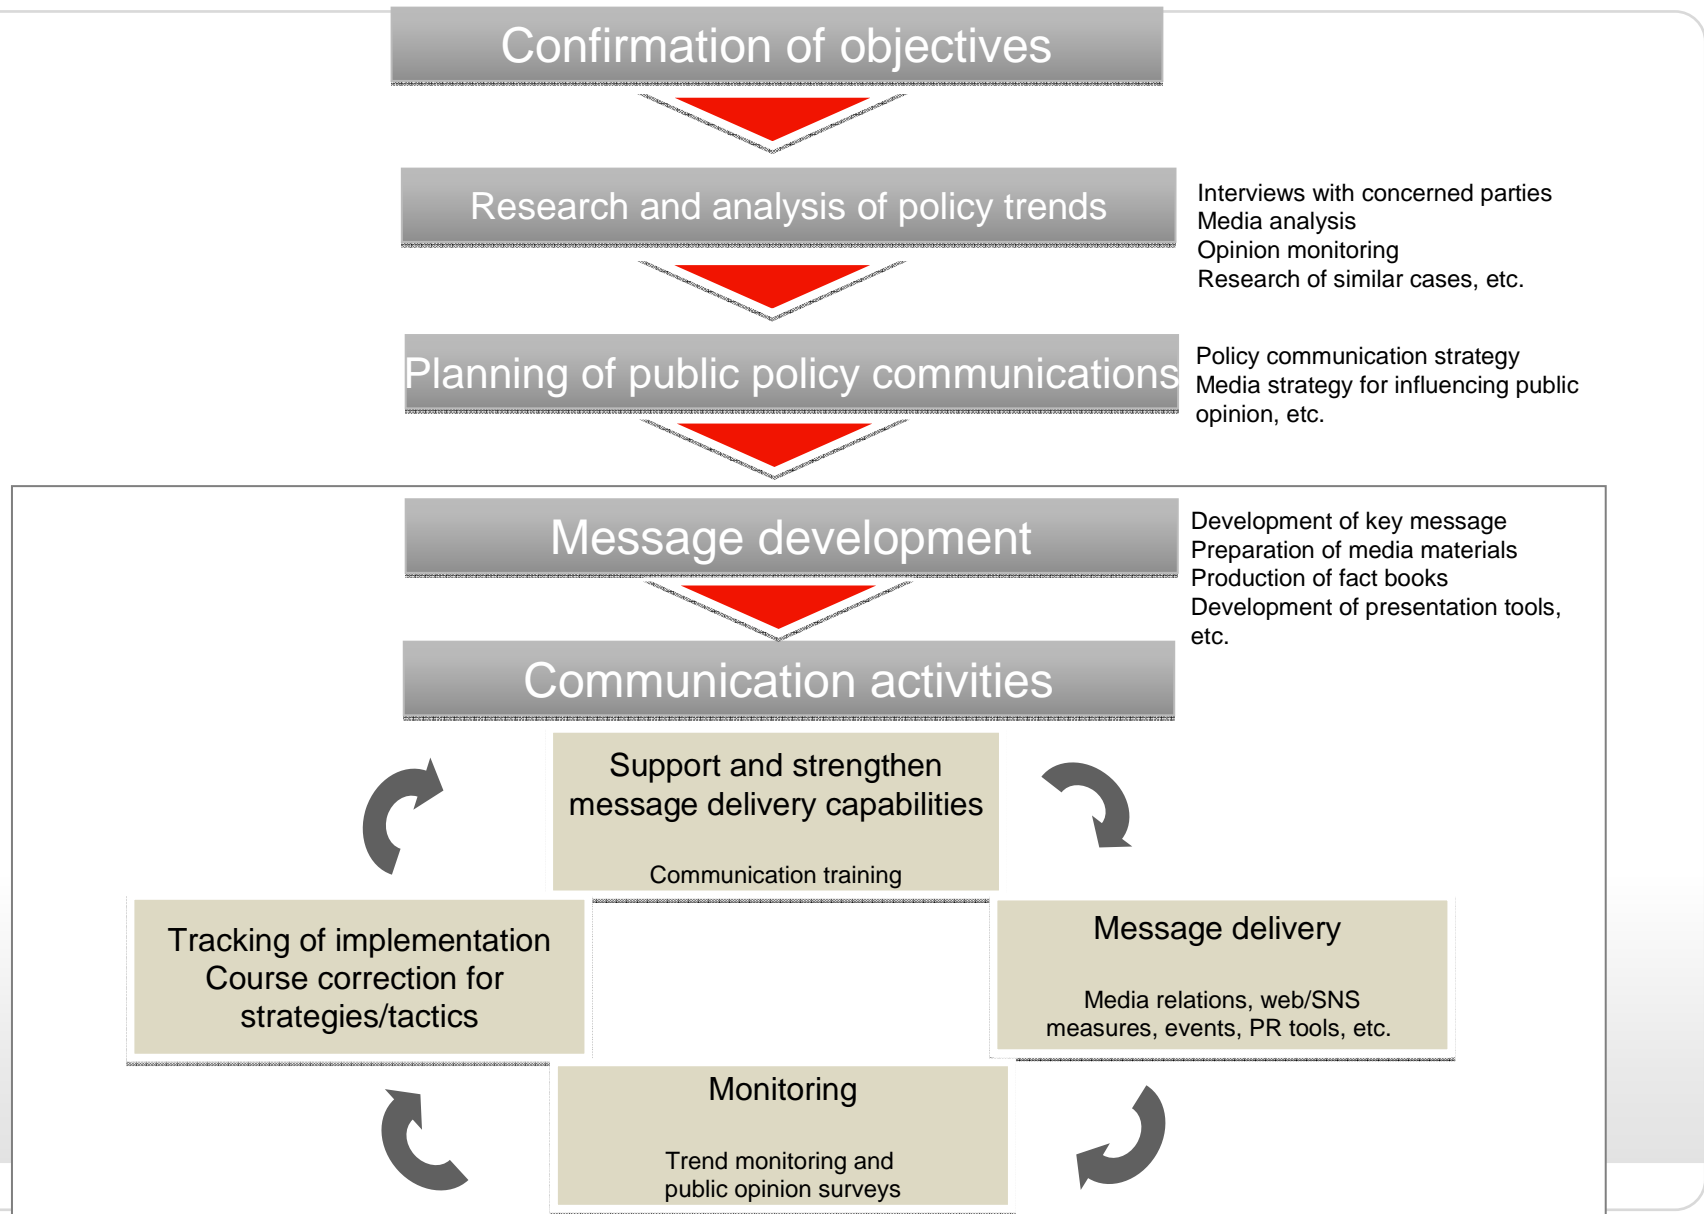 Confirmation of objectives
Research and analysis of policy trends
Interviews with concerned parties
Media analysis
Opinion monitoring
Research of similar cases, etc.
Planning of public policy communications
Policy communication strategy
Media strategy for influencing public
opinion, etc.
Message development
Development of key message
Preparation of media materials
Production of fact books
Development of presentation tools,
etc.
Communication activities
Support and strengthen
message delivery capabilities
Communication training
Message delivery
Media relations, web/SNS
measures, events, PR tools, etc.
Monitoring
Trend monitoring and
public opinion surveys
Tracking of implementation
Course correction for
strategies/tactics